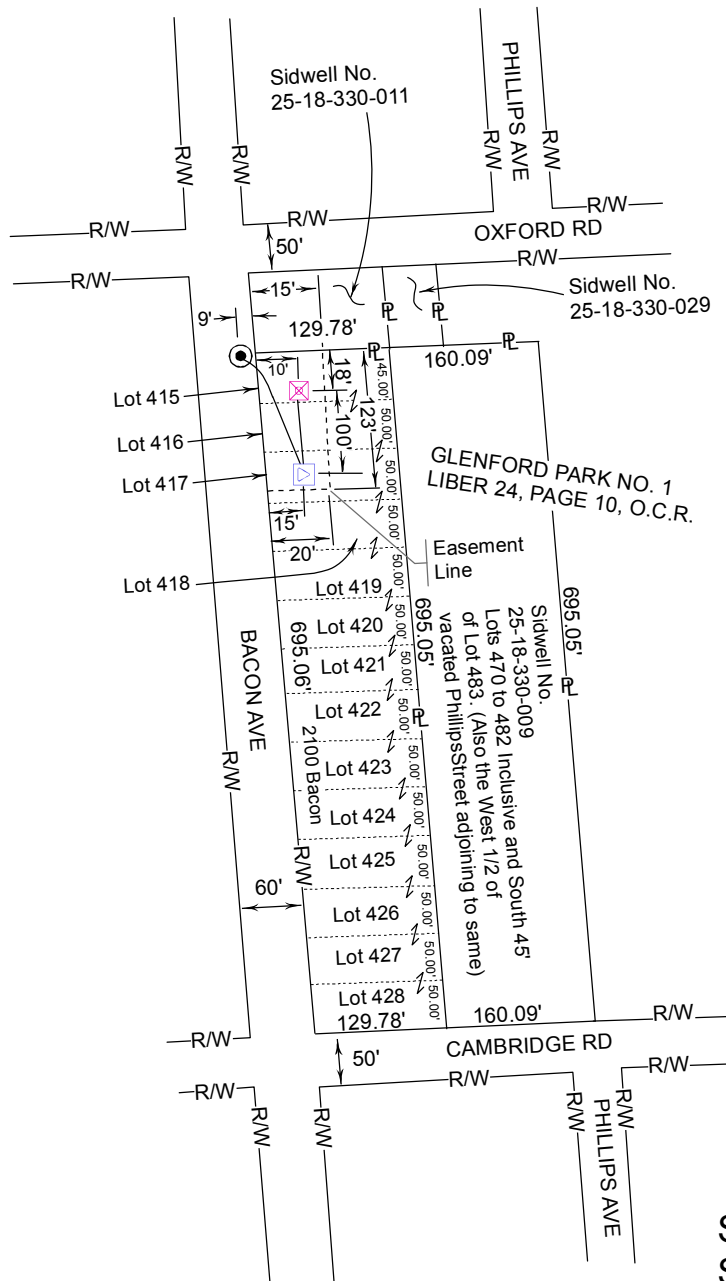 PHILLIPS AVE
Sidwell No.
25-18-330-011
R/W
R/W
R/W
R/W
R/W
R/W
R/W
OXFORD RD
50'
R/W
R/W
15'
Sidwell No.
25-18-330-029
9'
129.78'
PL
PL
PL
PL
160.09'
10'
18'
45.00'
Lot 415
123'
50.00'
100'
Lot 416
50.00'
GLENFORD PARK NO. 1
LIBER 24, PAGE 10, O.C.R.
Lot 417
15'
50.00'
20'
Easement
Line
Lot 418
50.00'
Lot 419
50.00'
Lot 420
695.05'
695.05'
Sidwell No.
25-18-330-009
Lots 470 to 482 Inclusive and South 45'
of Lot 483. (Also the West 1/2 of
vacated PhillipsStreet adjoining to same)
BACON AVE
695.06'
50.00'
Lot 421
PL
50.00'
Lot 422
PL
2100 Bacon
50.00'
Lot 423
R/W
50.00'
Lot 424
50.00'
Lot 425
R/W
50.00'
60'
Lot 426
50.00'
Lot 427
50.00'
Lot 428
129.78'
160.09'
R/W
R/W
CAMBRIDGE RD
50'
R/W
R/W
R/W
R/W
R/W
R/W
R/W
PHILLIPS AVE